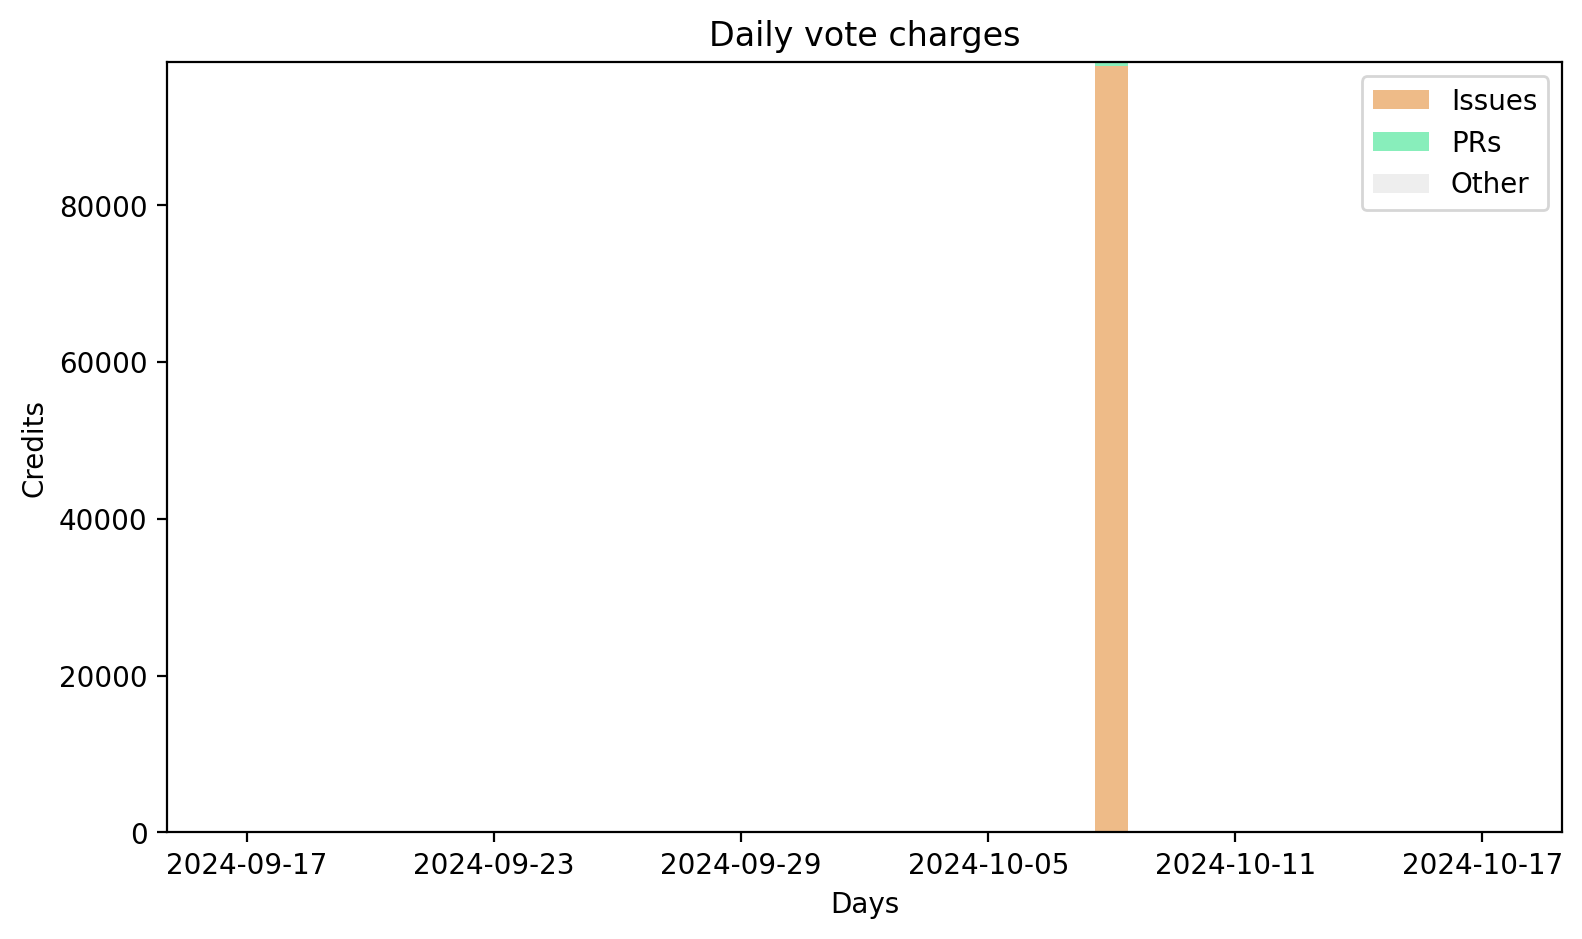 Daily vote charges
Issues
PRs
Other
80000
60000
40000
20000
0
Credits
2024-09-17
2024-09-23
2024-09-29
2024-10-05
2024-10-11
2024-10-17
Days